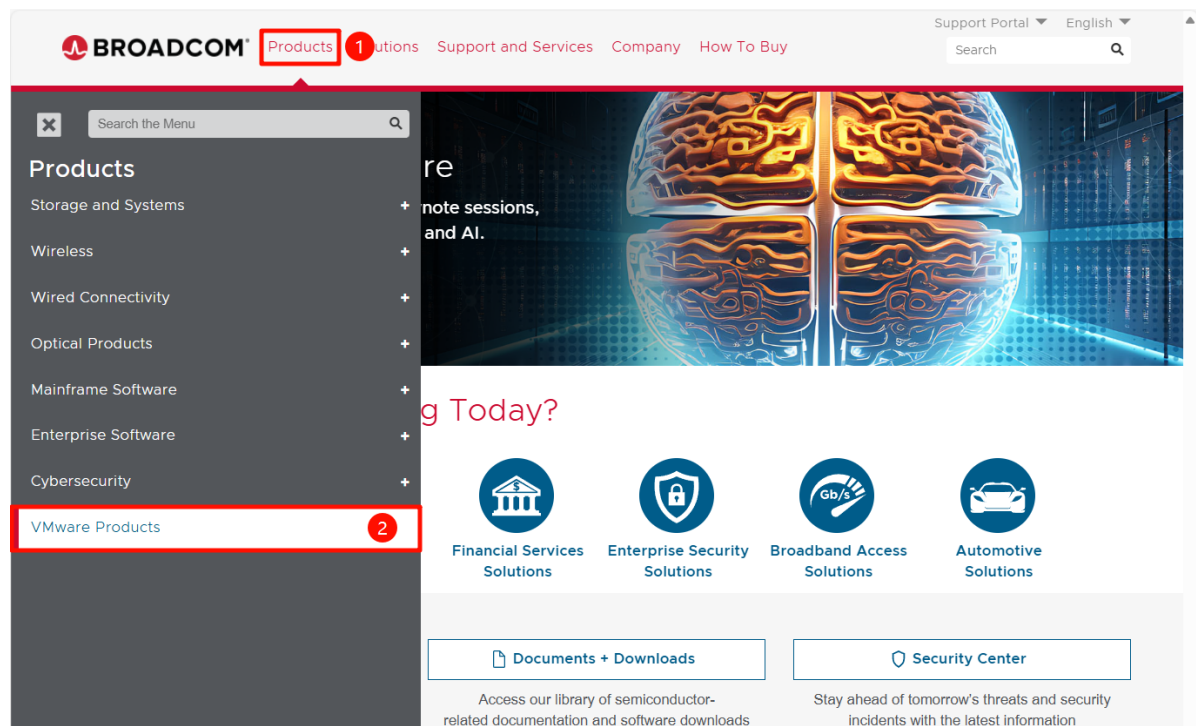 Support Portal English
BROADCOM®
Products 1 utions Support and Services Company How To Buy
Search
Search the Menu
Products
re
Storage and Systems +
note sessions,
and AI.
Wireless +
Wired Connectivity +
Optical Products +
Mainframe Software +
g Today?
Enterprise Software +
Cybersecurity +
Gb/s
$
VMware Products 2
Financial Services
Solutions
Enterprise Security
Solutions
Broadband Access
Solutions
Automotive
Solutions
Documents + Downloads
Security Center
Access our library of semiconductor-
related documentation and software downloads
Stay ahead of tomorrow's threats and security
incidents with the latest information